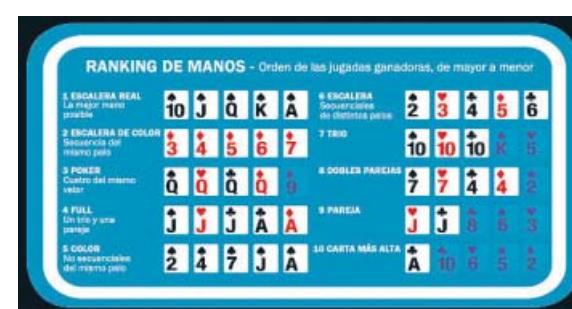 RANKING DE MANOS - Orden de las jugadas ganadoras, de mayor a menor
1 ESCALERA REAL
La mejor mano
posible
10 J Q K A
2 ESCALERA DE COLOR
Secuencia del
mismo palo
3 4 5 6 7
3 POKER
Cuatro del mismo
valor
Q Q Q Q 9
4 FULL
Un trío y una
pareja
J J J A A
5 COLOR
No secuenciales
del mismo palo
2 4 7 J A
6 ESCALERA
Secuenciales
de distintos palos
2 3 4 5 6
7 TRIO
10 10 10 K 5
8 DOBLES PAREJAS
7 7 4 4 2
9 PAREJA
J J 8 6 3
10 CARTA MÁS ALTA
A 10 6 5 2